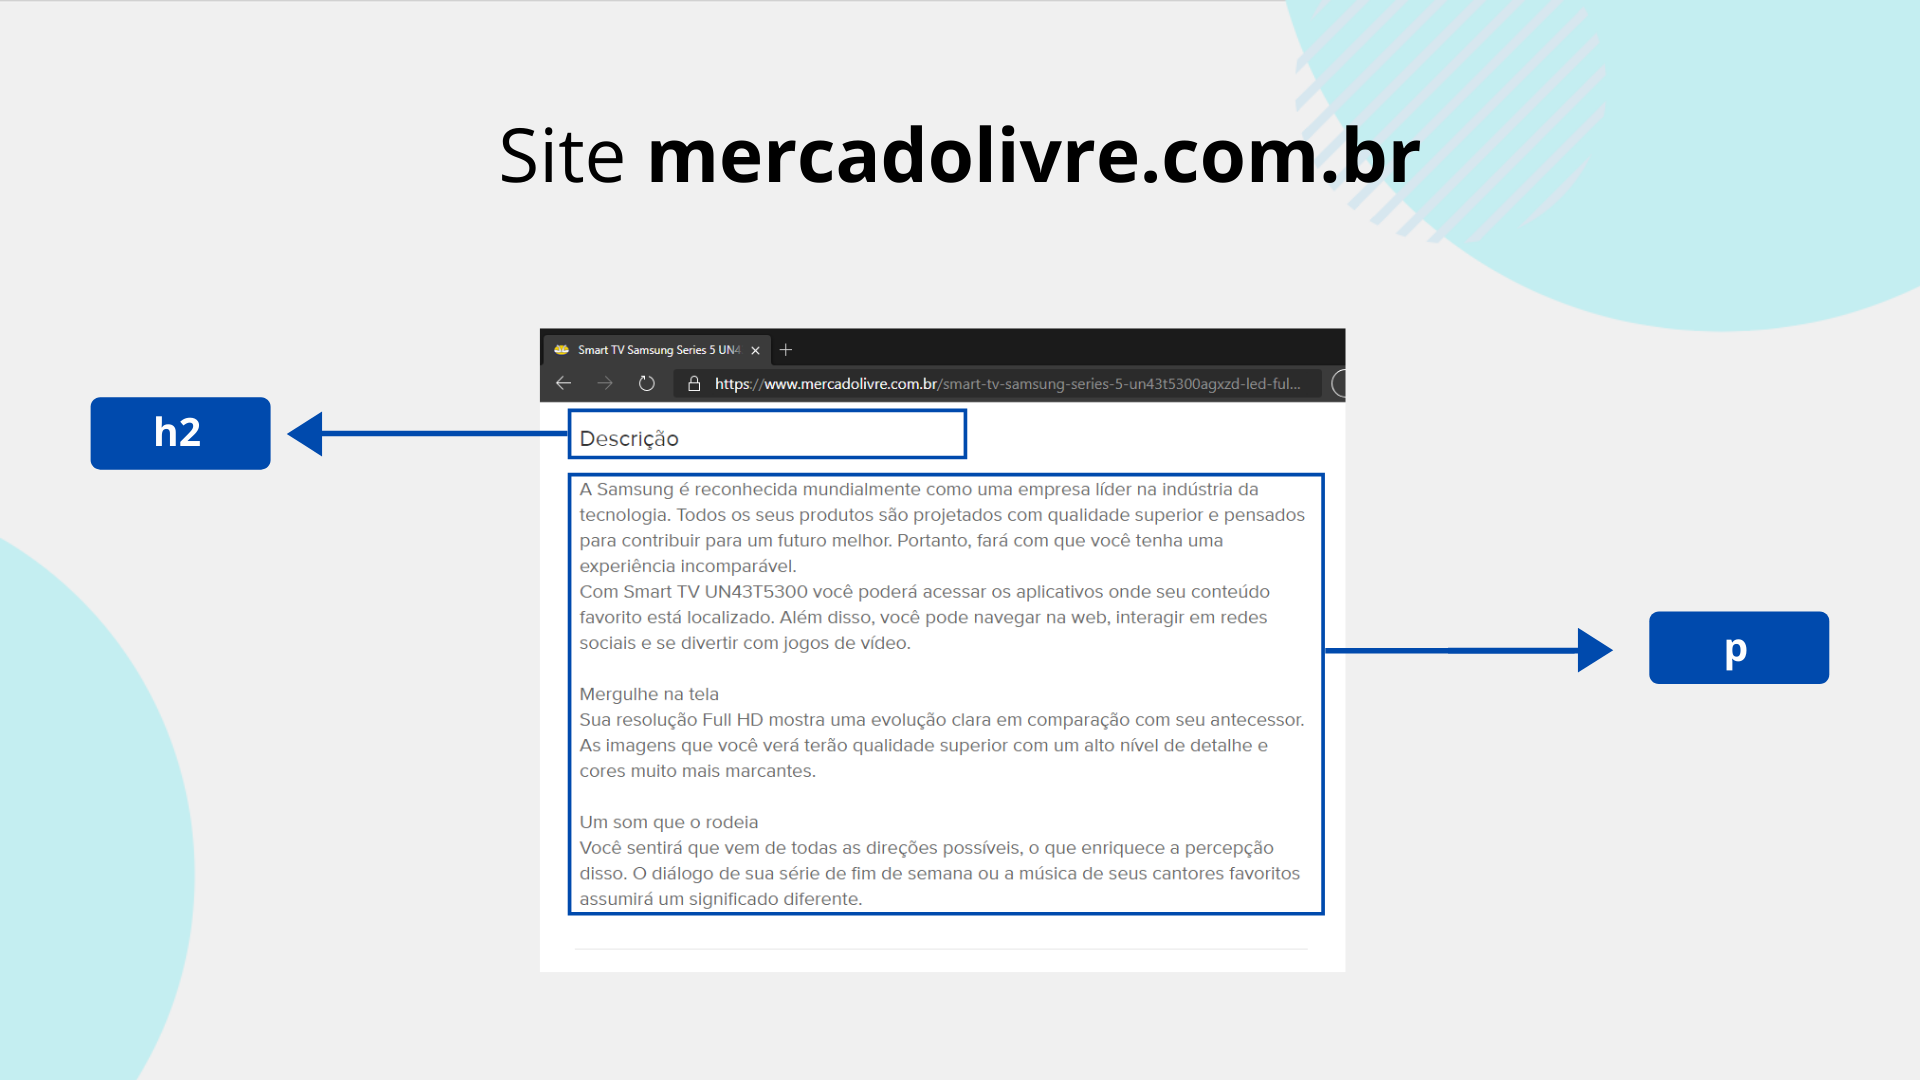 Site mercadolivre.com.br
Smart TV Samsung Series 5 UN4
https://www.mercadolivre.com.br/smart-tv-samsung-series-5-un43t5300agxzd-led-ful...
h2
Descrição
A Samsung é reconhecida mundialmente como uma empresa líder na indústria da
tecnologia. Todos os seus produtos são projetados com qualidade superior e pensados
para contribuir para um futuro melhor. Portanto, fará com que você tenha uma
experiência incomparável.
Com Smart TV UN43T5300 você poderá acessar os aplicativos onde seu conteúdo
favorito está localizado. Além disso, você pode navegar na web, interagir em redes
sociais e se divertir com jogos de vídeo.
p
Mergulhe na tela
Sua resolução Full HD mostra uma evolução clara em comparação com seu antecessor.
As imagens que você verá terão qualidade superior com um alto nível de detalhe e
cores muito mais marcantes.
Um som que o rodeia
Você sentirá que vem de todas as direções possíveis, o que enriquece a percepção
disso. O diálogo de sua série de fim de semana ou a música de seus cantores favoritos
assumirá um significado diferente.